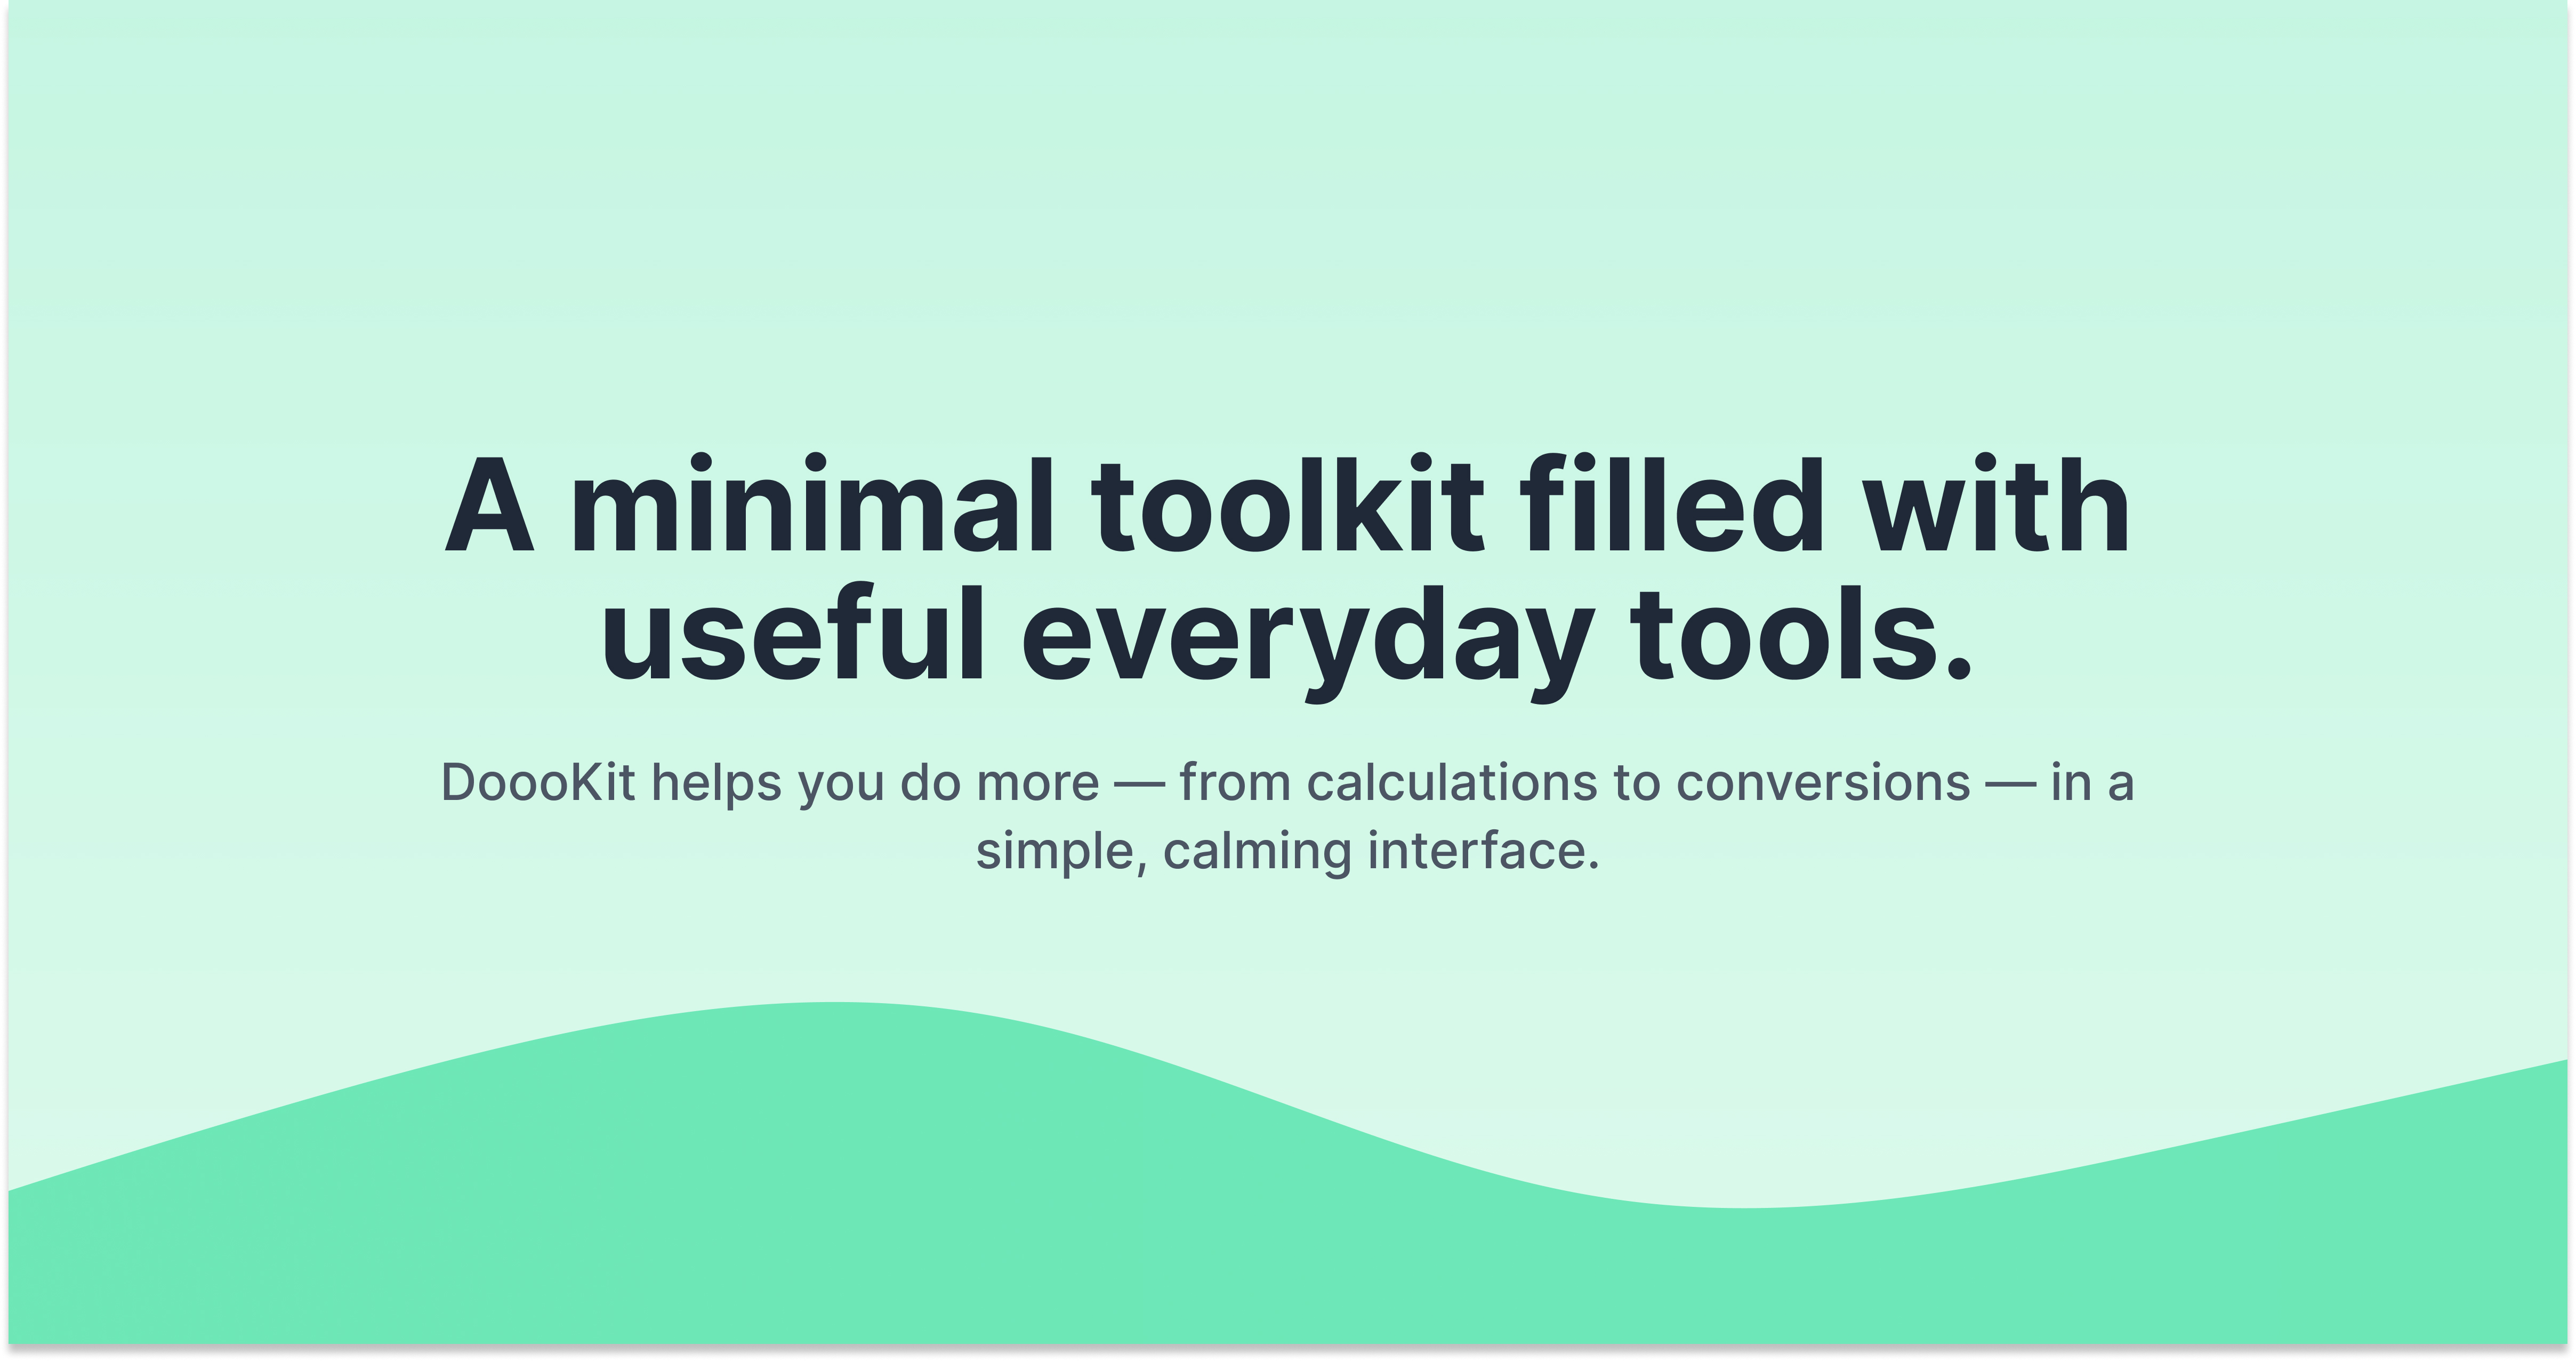 A minimal toolkit filled with
useful everyday tools.
DoooKit helps you do more — from calculations to conversions — in a
simple, calming interface.